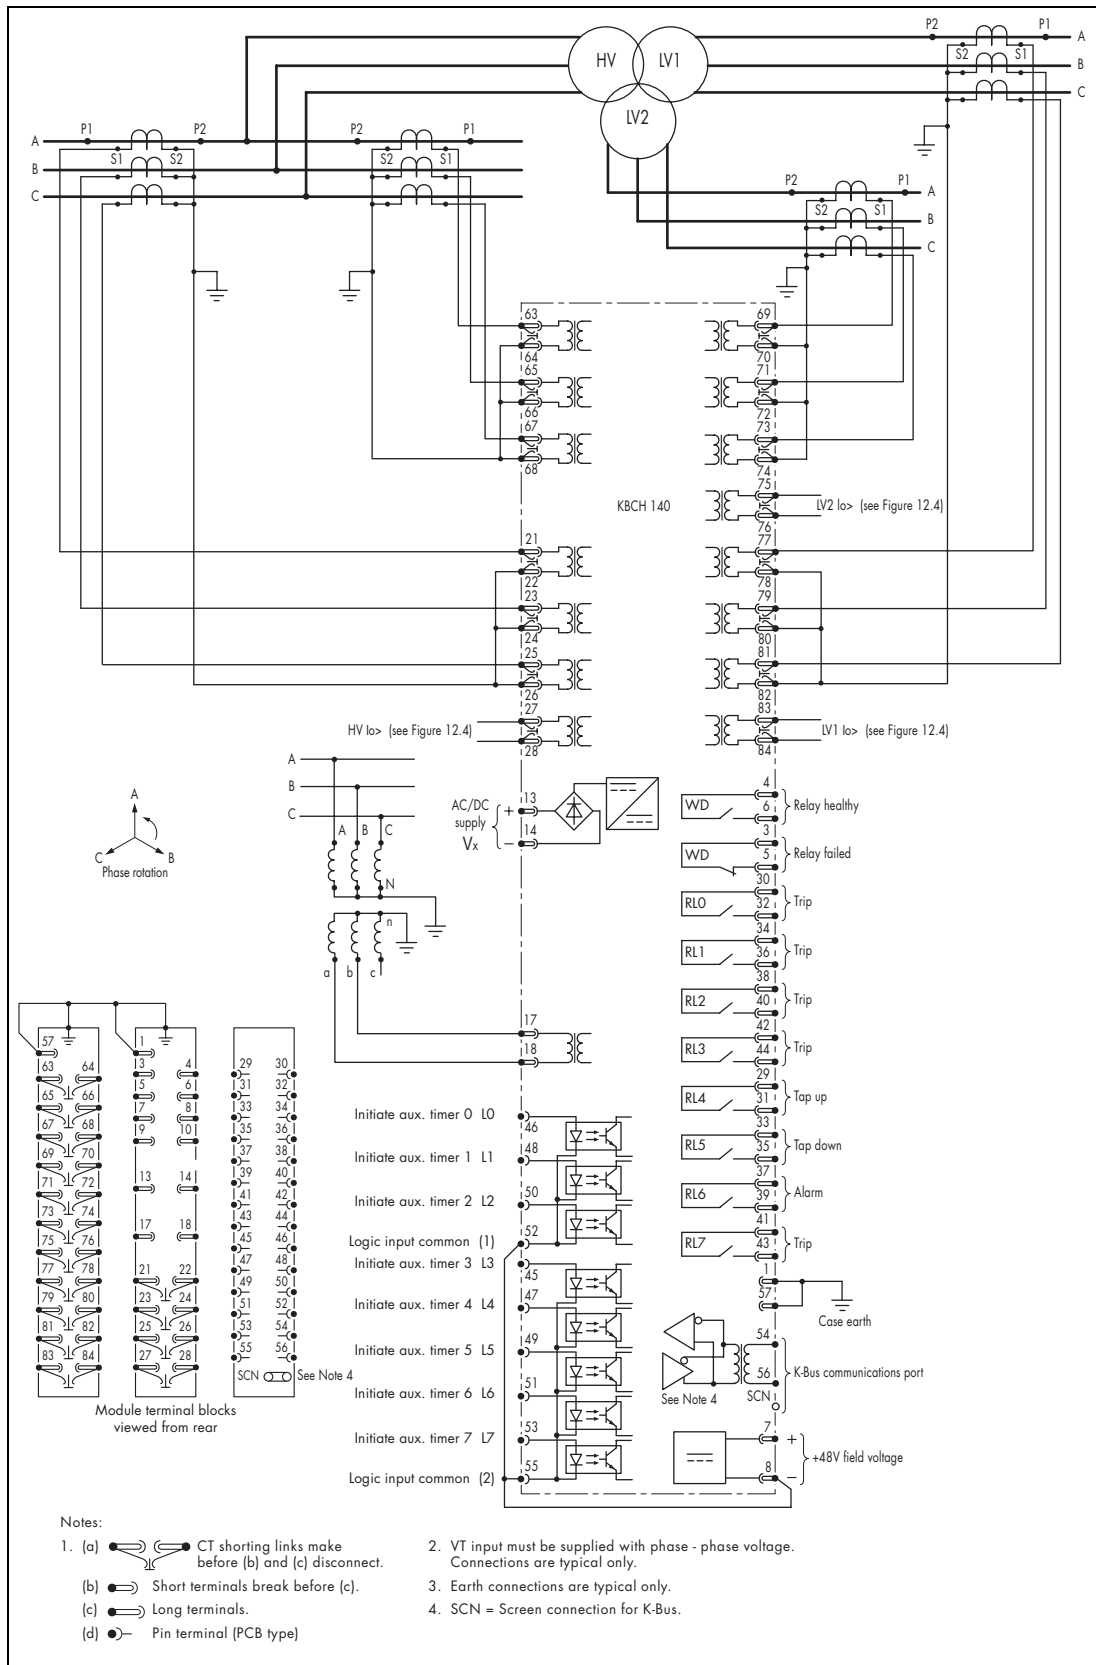 P2 P1 A
HV LV1 S2 S1
B
C
LV2
P1 P2 P2 P1
A
S1 S2 S2 S1
B
C
P2 P1 A
S2 S1
B
C
63 69
64 70
65 71
66 72
67 73
68 74
75
KBCH 140
LV2 Io> (see Figure 12.4)
76
21 77
22 78
23 79
24 80
25 81
26 82
27 83
HV Io> (see Figure 12.4)
LV1 Io> (see Figure 12.4)
28 84
A
B
C
A
C B
Phase rotation
A B C
N
n
a b c
AC/DC
supply
Vx
+ 13
− 14
4
WD 6 Relay healthy
3
WD 5 Relay failed
30
RL0 32 Trip
34
RL1 36 Trip
38
RL2 40 Trip
42
RL3 44 Trip
29
RL4 31 Tap up
33
RL5 35 Tap down
37
RL6 39 Alarm
41
RL7 43 Trip
1
57
Case earth
17
18
Initiate aux. timer 0 L0
46
Initiate aux. timer 1 L1 48
Initiate aux. timer 2 L2 50
Logic input common (1) 52
Initiate aux. timer 3 L3
45
Initiate aux. timer 4 L4 47
Initiate aux. timer 5 L5 49
Initiate aux. timer 6 L6 51
Initiate aux. timer 7 L7 53
Logic input common (2) 55
54
56 K-Bus communications port
See Note 4 SCN
7 +
+48V field voltage
8 −
57 1
63 64 3 4 29 30
65 66 5 6 31 32
67 68 7 8 33 34
69 70 9 10 35 36
71 72 13 14 37 38
73 74 17 18 39 40
75 76 21 22 41 42
77 78 23 24 43 44
79 80 25 26 45 46
81 82 27 28 47 48
83 84 49 50
51 52
53 54
55 56
SCN See Note 4
Module terminal blocks
viewed from rear
Notes:
1. (a) CT shorting links make
before (b) and (c) disconnect.
(b) Short terminals break before (c).
(c) Long terminals.
(d) Pin terminal (PCB type)
2. VT input must be supplied with phase - phase voltage.
Connections are typical only.
3. Earth connections are typical only.
4. SCN = Screen connection for K-Bus.